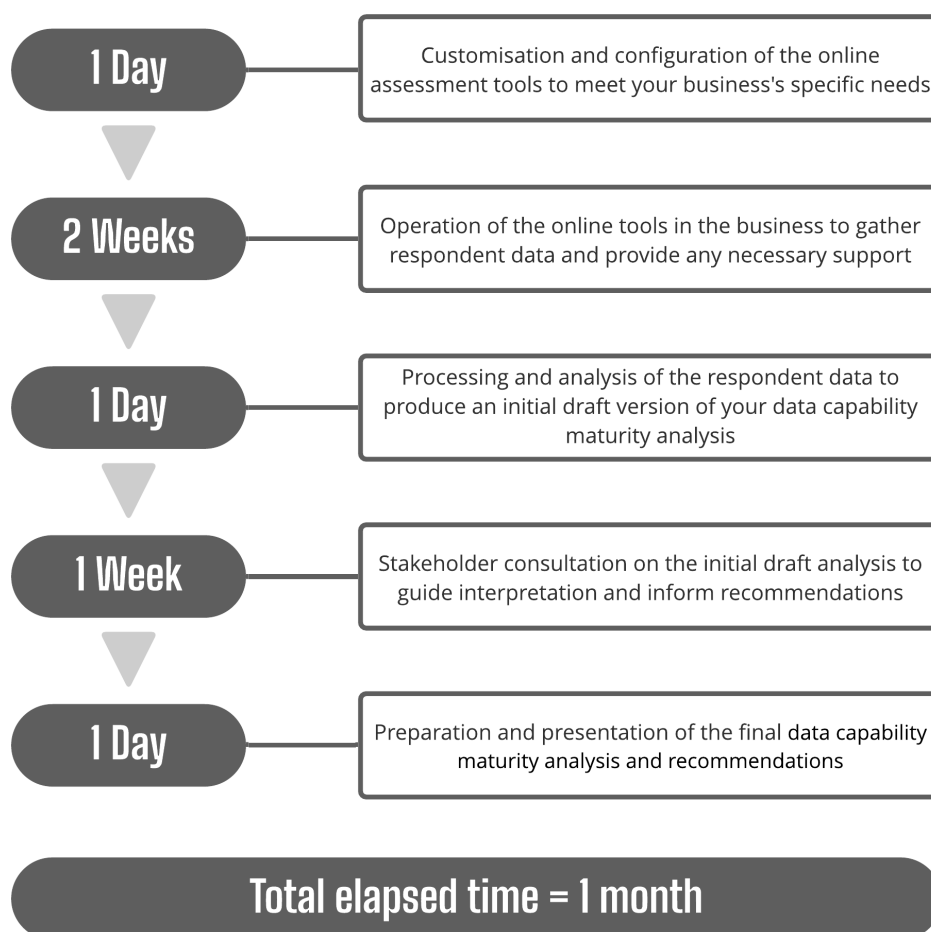 1 Day
Customisation and configuration of the online
assessment tools to meet your business's specific needs
2 Weeks
Operation of the online tools in the business to gather
respondent data and provide any necessary support
1 Day
Processing and analysis of the respondent data to
produce an initial draft version of your data capability
maturity analysis
1 Week
Stakeholder consultation on the initial draft analysis to
guide interpretation and inform recommendations
1 Day
Preparation and presentation of the final data capability
maturity analysis and recommendations
Total elapsed time = 1 month